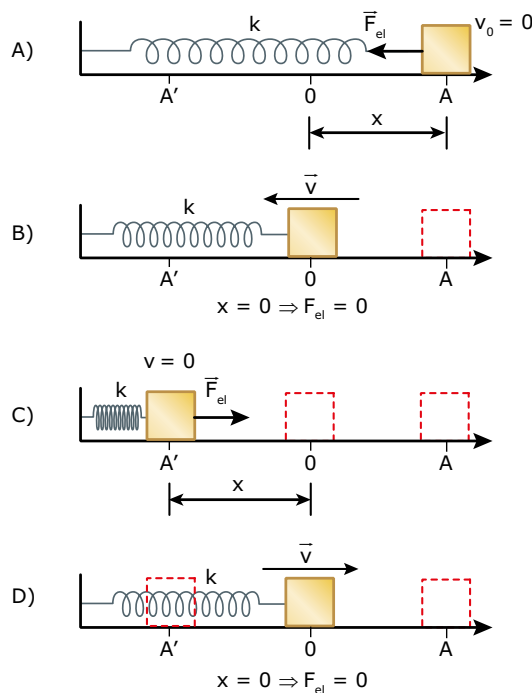 A)
k
F⃗el
v₀ = 0
A′ 0 A
x
B)
v⃗
k
A′ 0 A
x = 0 ⇒ Fel = 0
C)
v = 0
k
F⃗el
A′ 0 A
x
D)
v⃗
k
A′ 0 A
x = 0 ⇒ Fel = 0